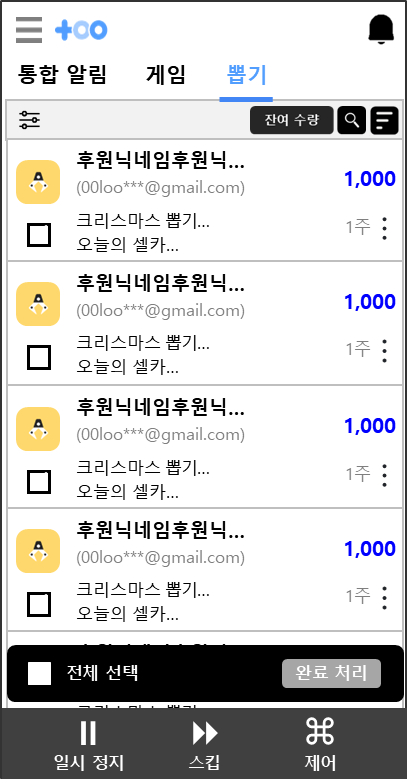 too
통합 알림 게임 뽑기
잔여 수량
후원닉네임후원닉...
(00loo***@gmail.com)
1,000
크리스마스 뽑기...
오늘의 셀카...
1주
후원닉네임후원닉...
(00loo***@gmail.com)
1,000
크리스마스 뽑기...
오늘의 셀카...
1주
후원닉네임후원닉...
(00loo***@gmail.com)
1,000
크리스마스 뽑기...
오늘의 셀카...
1주
후원닉네임후원닉...
(00loo***@gmail.com)
1,000
크리스마스 뽑기...
오늘의 셀카...
1주
전체 선택
완료 처리
일시 정지 스킵 제어